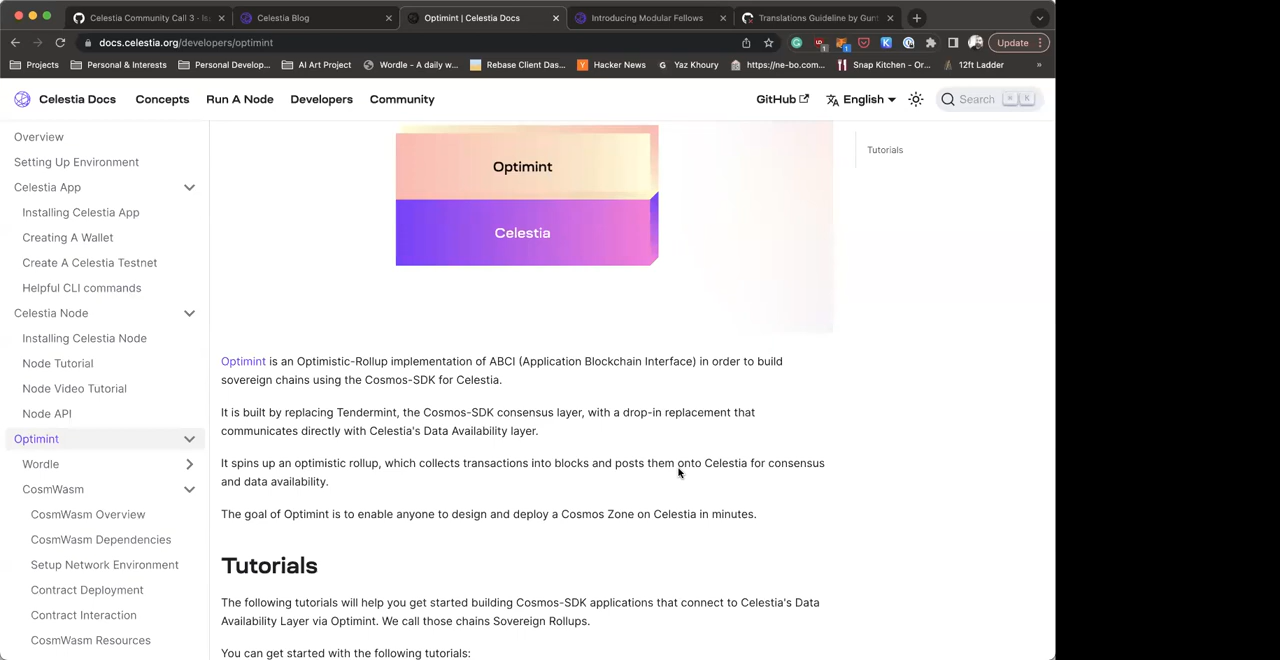 Celestia Community Call 3 - Iss
Celestia Blog
Optimint | Celestia Docs
Introducing Modular Fellows
Translations Guideline by Gunt
docs.celestia.org/developers/optimint
Update
Projects
Personal & Interests
Personal Develop...
AI Art Project
Wordle - A daily w...
Rebase Client Das...
Hacker News
Yaz Khoury
https://ne-bo.com...
Snap Kitchen - Or...
12ft Ladder
»
Celestia Docs
Concepts
Run A Node
Developers
Community
GitHub
English
Search
⌘ K
Overview
Setting Up Environment
Celestia App
Installing Celestia App
Creating A Wallet
Create A Celestia Testnet
Helpful CLI commands
Celestia Node
Installing Celestia Node
Node Tutorial
Node Video Tutorial
Node API
Optimint
Wordle
CosmWasm
CosmWasm Overview
CosmWasm Dependencies
Setup Network Environment
Contract Deployment
Contract Interaction
CosmWasm Resources
Optimint
Celestia
Optimint is an Optimistic-Rollup implementation of ABCI (Application Blockchain Interface) in order to build
sovereign chains using the Cosmos-SDK for Celestia.
It is built by replacing Tendermint, the Cosmos-SDK consensus layer, with a drop-in replacement that
communicates directly with Celestia's Data Availability layer.
It spins up an optimistic rollup, which collects transactions into blocks and posts them onto Celestia for consensus
and data availability.
The goal of Optimint is to enable anyone to design and deploy a Cosmos Zone on Celestia in minutes.
Tutorials
The following tutorials will help you get started building Cosmos-SDK applications that connect to Celestia's Data
Availability Layer via Optimint. We call those chains Sovereign Rollups.
You can get started with the following tutorials:
Tutorials